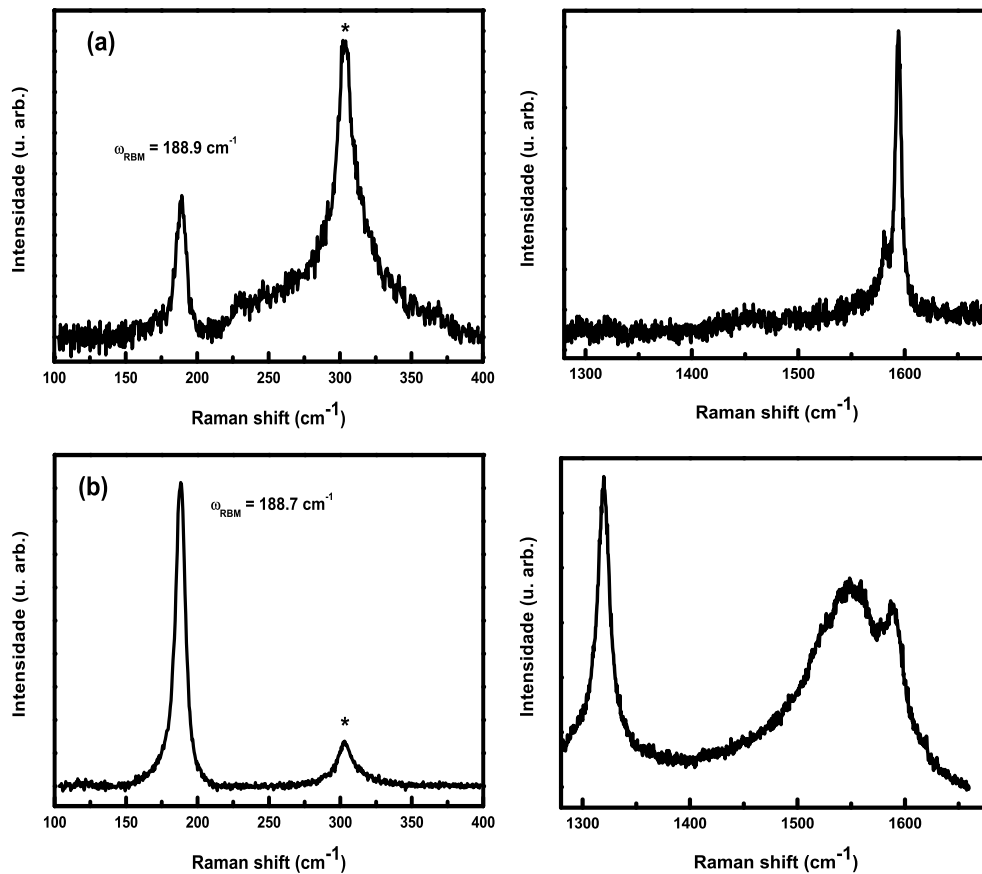 (a)
*
ω_RBM = 188.9 cm⁻¹
Intensidade (u. arb.)
100 150 200 250 300 350 400
Raman shift (cm⁻¹)
Intensidade (u. arb.)
1300 1400 1500 1600
Raman shift (cm⁻¹)
(b)
ω_RBM = 188.7 cm⁻¹
*
Intensidade (u. arb.)
100 150 200 250 300 350 400
Raman shift (cm⁻¹)
Intensidade (u. arb.)
1300 1400 1500 1600
Raman shift (cm⁻¹)